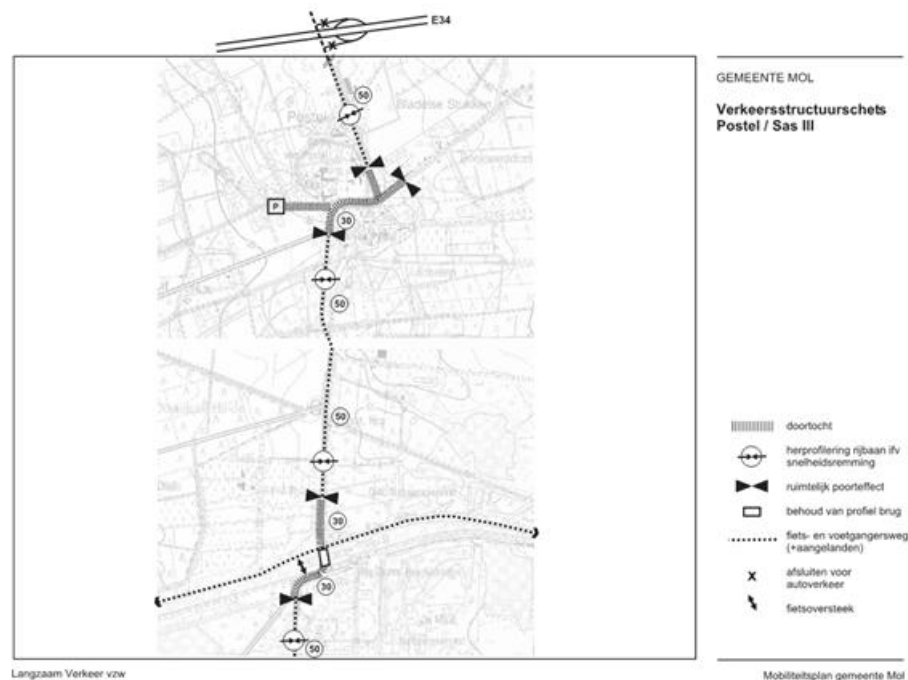 E34
GEMEENTE MOL
Verkeersstructuurschets
Postel / Sas III
50
Postel
P
30
50
50
30
30
50
doortocht
herprofilering rijbaan ifv
snelheidsremming
ruimtelijk poorteffect
behoud van profiel brug
fiets- en voetgangersweg
(+aangelanden)
x afsluiten voor
autoverkeer
fietsoversteek
Langzaam Verkeer vzw
Mobiliteitsplan gemeente Mol